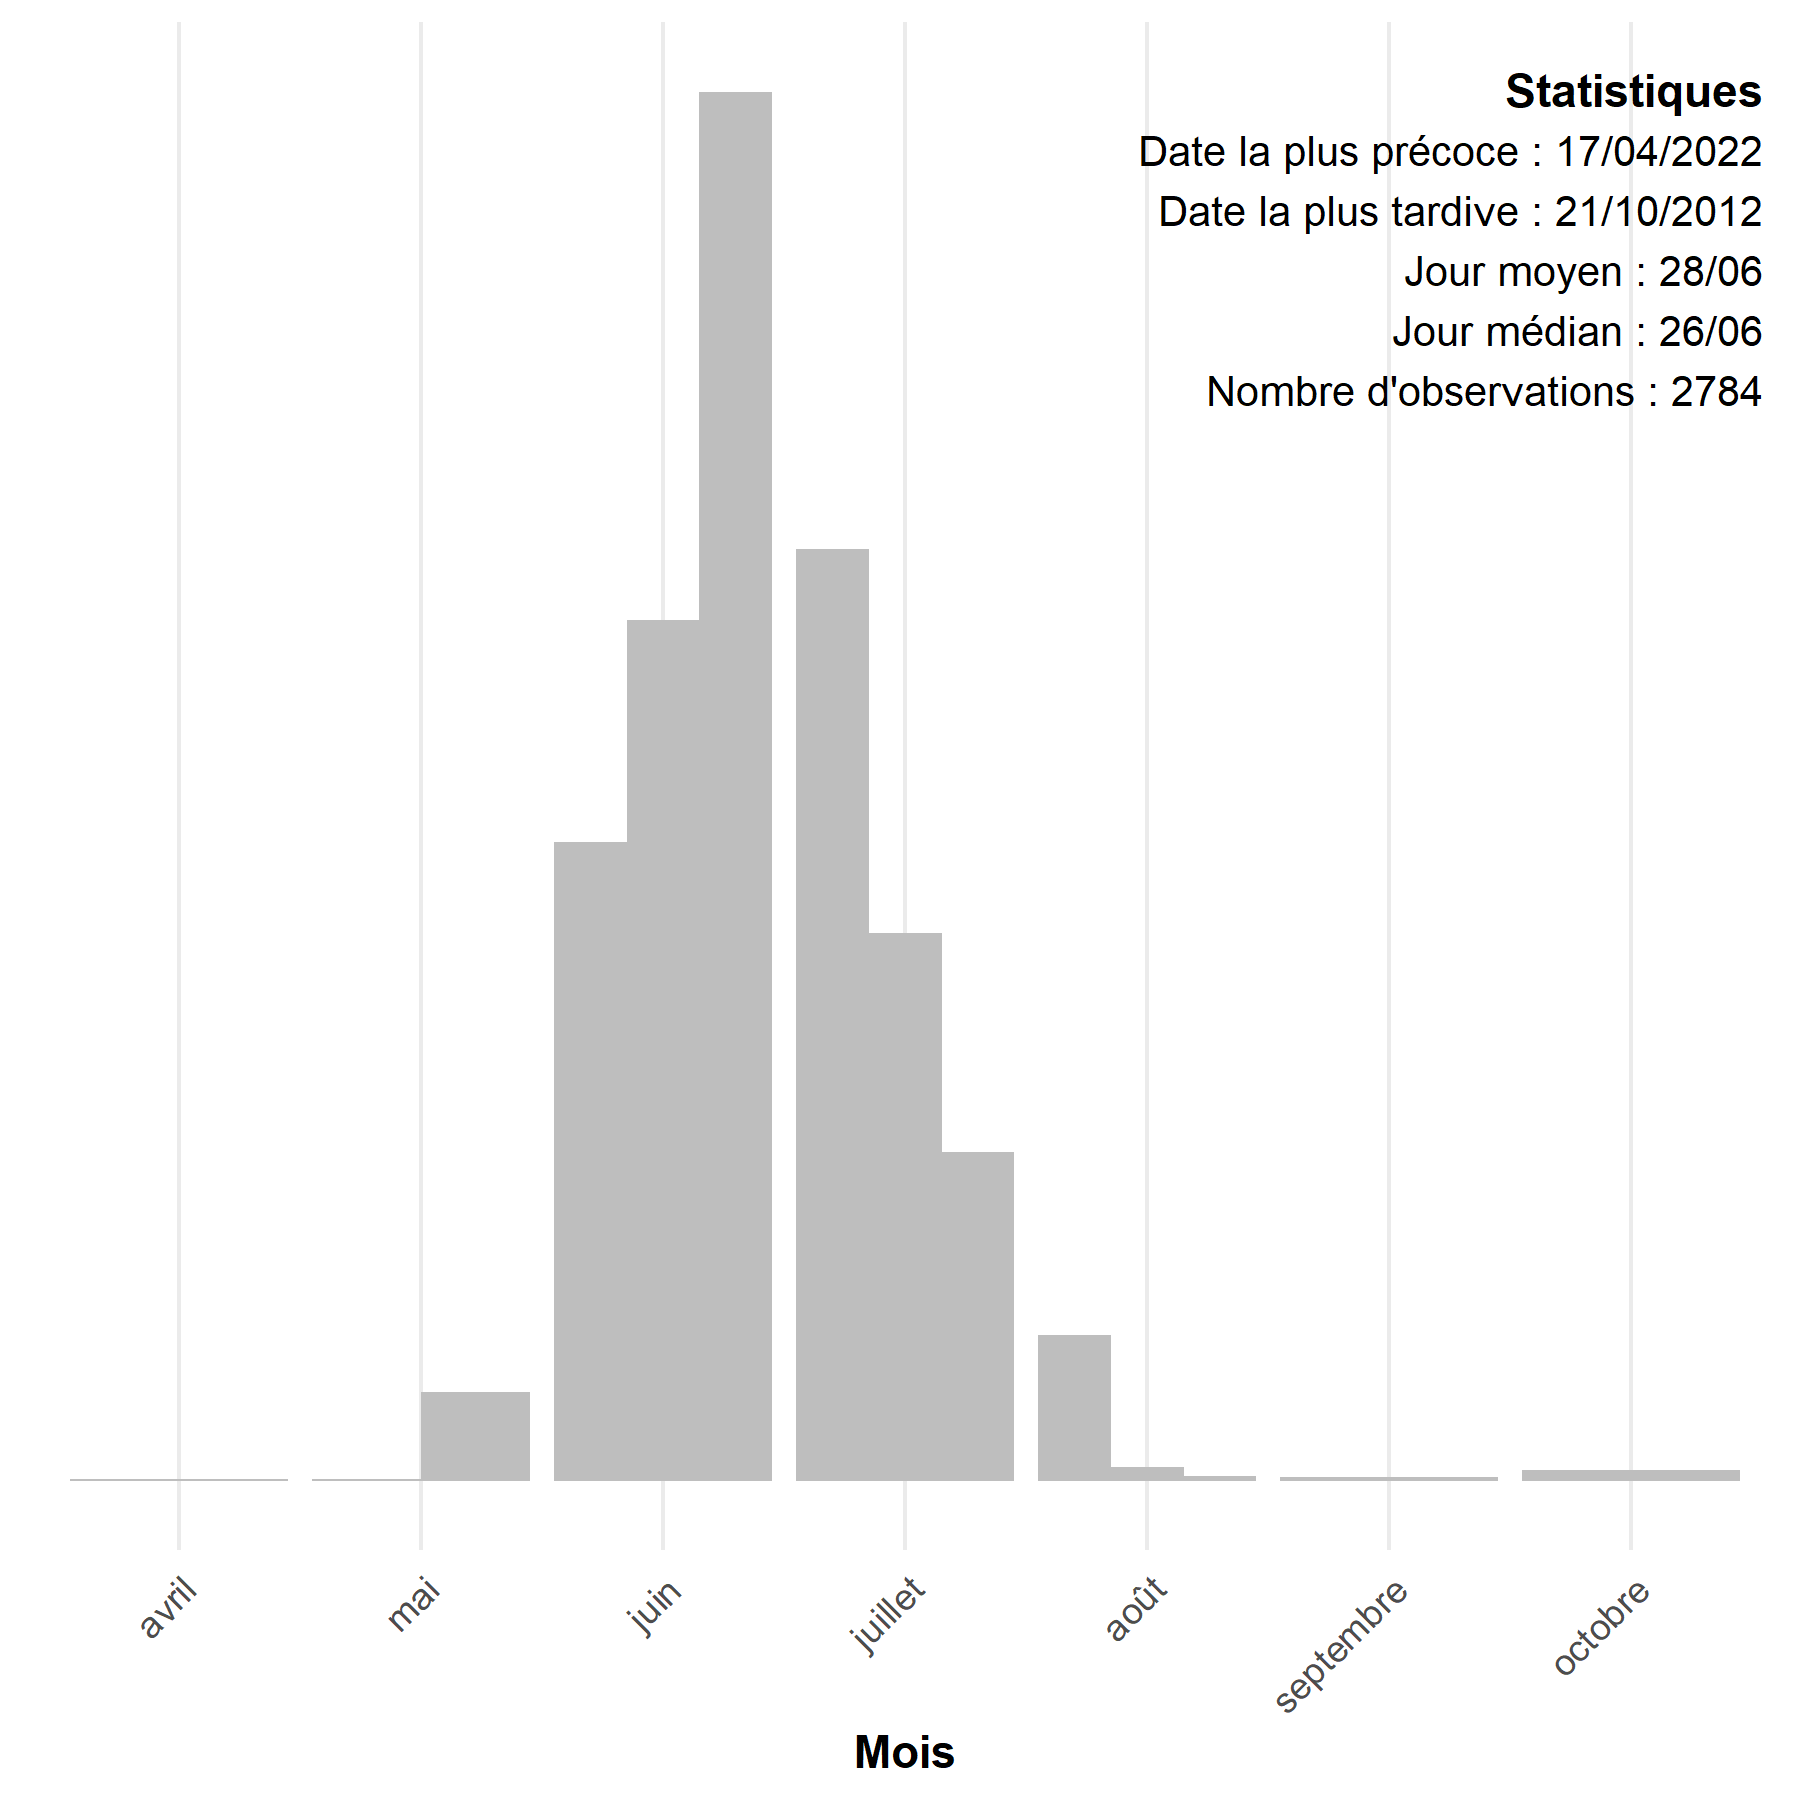 Statistiques
Date la plus précoce : 17/04/2022
Date la plus tardive : 21/10/2012
Jour moyen : 28/06
Jour médian : 26/06
Nombre d'observations : 2784
avril
mai
juin
juillet
août
septembre
octobre
Mois